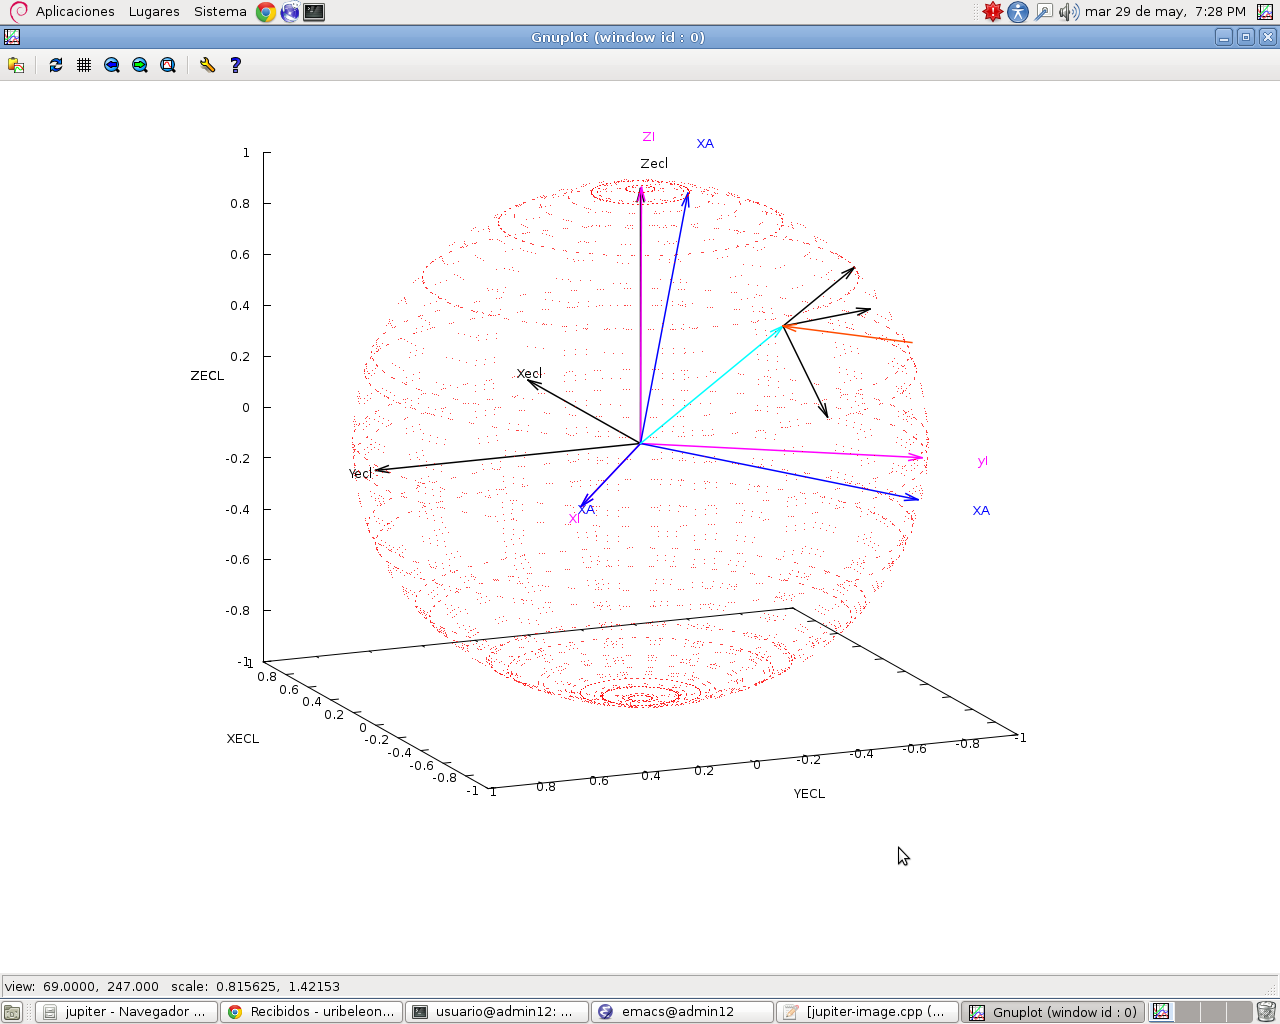 Aplicaciones Lugares Sistema mar 29 de may, 7:28 PM
Gnuplot (window id : 0)
ZI
XA
Zecl
1
0.8
0.6
0.4
0.2
ZECL
Xecl
0
-0.2
yI
Yecl
-0.4
XA
XA
XI
-0.6
-0.8
-1
1
0.8
0.6
0.4
0.2
0
-0.2
-0.4
-0.6
-0.8
-1
XECL
1
0.8
0.6
0.4
0.2
0
-0.2
-0.4
-0.6
-0.8
-1
YECL
view: 69.0000, 247.000 scale: 0.815625, 1.42153
jupiter - Navegador ... Recibidos - uribeleon... usuario@admin12: ... emacs@admin12 [jupiter-image.cpp (... Gnuplot (window id : 0)